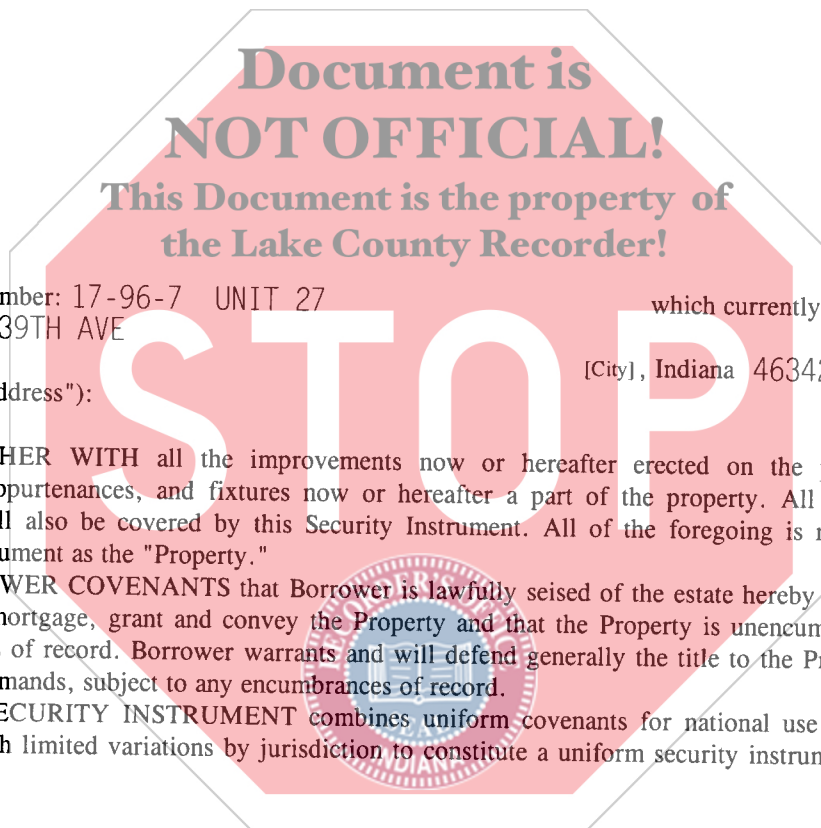 Document is
NOT OFFICIAL!
This Document is the property of
the Lake County Recorder!
mber: 17-96-7 UNIT 27 which currently
39TH AVE
[City], Indiana 46342
ddress"):
STOP
HER WITH all the improvements now or hereafter erected on the
ppurtenances, and fixtures now or hereafter a part of the property. All
ll also be covered by this Security Instrument. All of the foregoing is
ument as the "Property."
WER COVENANTS that Borrower is lawfully seised of the estate hereby
nortgage, grant and convey the Property and that the Property is unencum
of record. Borrower warrants and will defend generally the title to the Pr
mands, subject to any encumbrances of record.
ECURITY INSTRUMENT combines uniform covenants for national use
h limited variations by jurisdiction to constitute a uniform security instrun
RECORDER'S OFFICE
SEAL
INDIANA